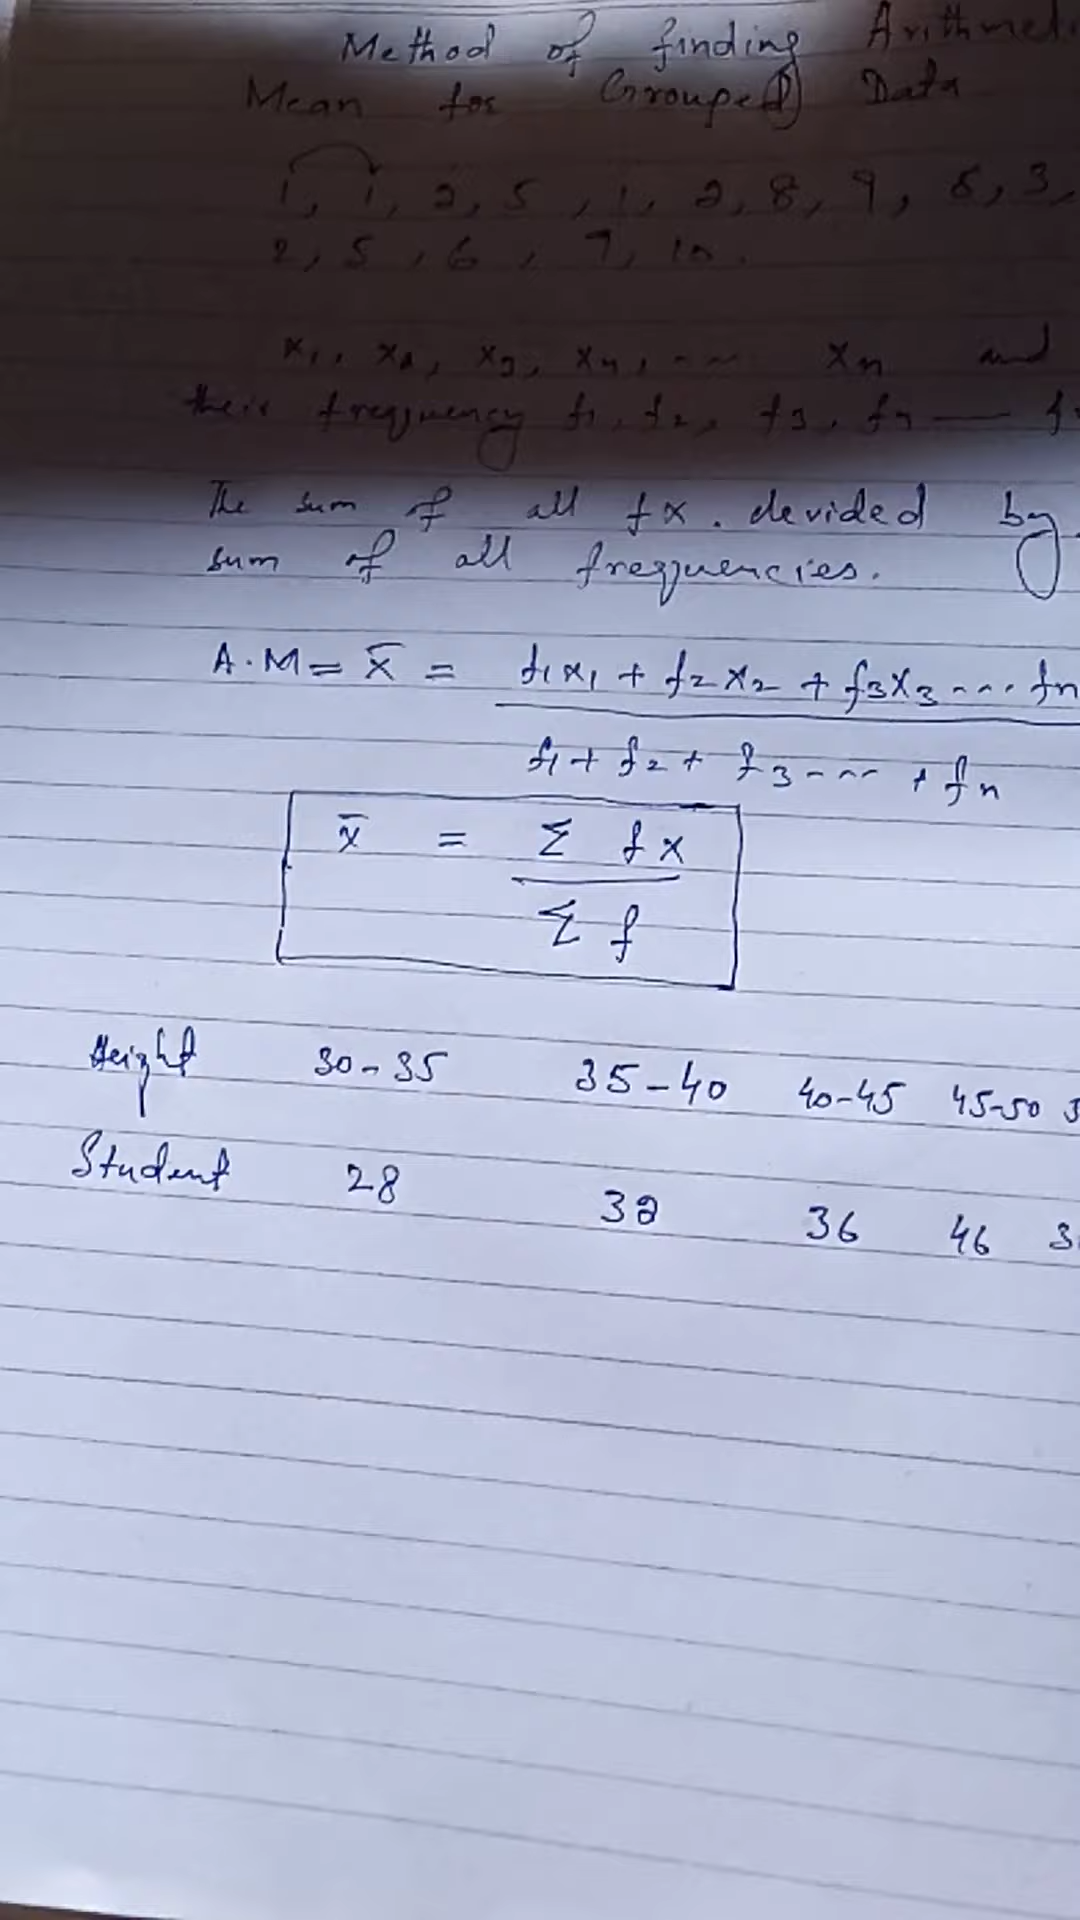 Method of finding Arithmeti
Mean for Grouped Data
1, 1, 2, 5, 1, 2, 8, 9, 6, 3,
2, 5, 6, 7, 10.
x1, x2, x3, x4, --- xn and
their frequency f1, f2, f3, f4 —
The sum of all fx. devided by
sum of all frequencies.
A.M = x̄ = f1x1 + f2x2 + f3x3 ---- fn
f1 + f2 + f3 ---- + fn
x̄ = Σ fx
Σ f
Height 30-35 35-40 40-45 45-50
Student 28 32 36 46